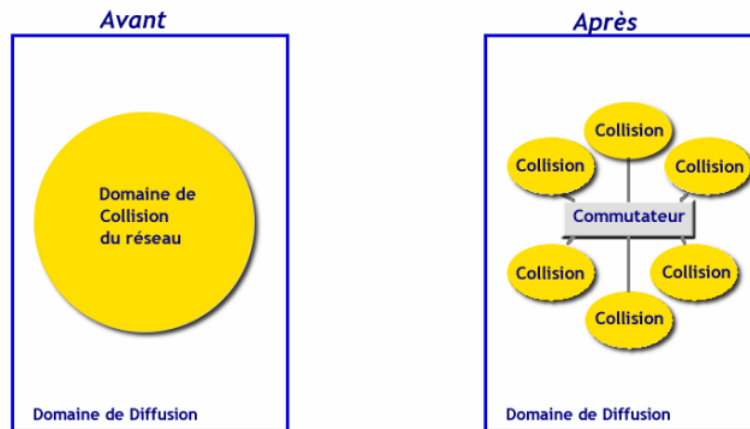 Avant
Domaine de
Collision
du réseau
Domaine de Diffusion
Après
Collision
Collision
Collision
Commutateur
Collision
Collision
Collision
Domaine de Diffusion